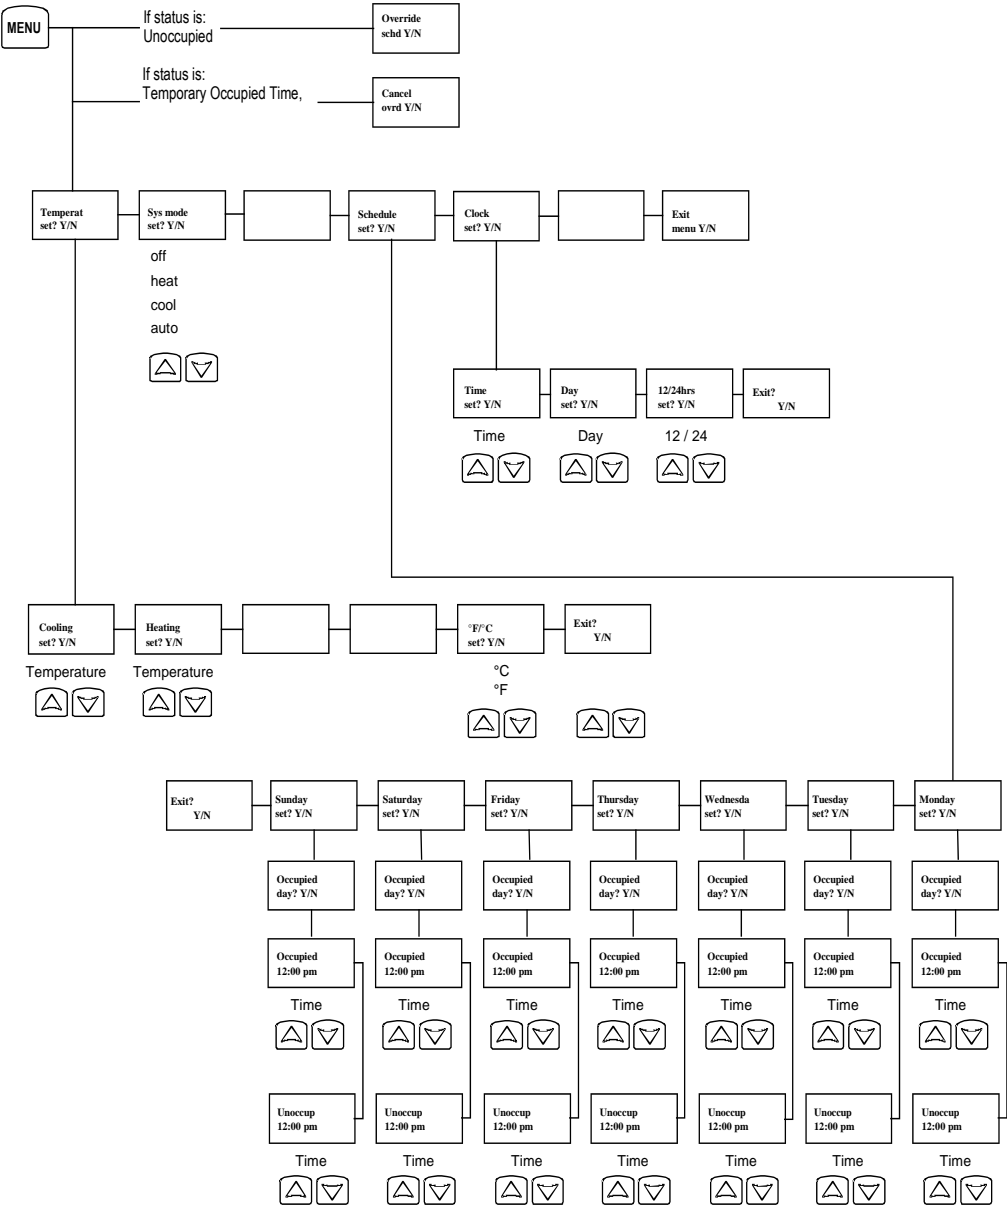 MENU
If status is:
Unoccupied
Override
schd Y/N
If status is:
Temporary Occupied Time,
Cancel
ovrd Y/N
Temperat
set? Y/N
Sys mode
set? Y/N
Schedule
set? Y/N
Clock
set? Y/N
Exit
menu Y/N
off
heat
cool
auto
Time
set? Y/N
Day
set? Y/N
12/24hrs
set? Y/N
Exit?
Y/N
Time
Day
12 / 24
Cooling
set? Y/N
Heating
set? Y/N
°F/°C
set? Y/N
Exit?
Y/N
Temperature
Temperature
°C
°F
Exit?
Y/N
Sunday
set? Y/N
Saturday
set? Y/N
Friday
set? Y/N
Thursday
set? Y/N
Wednesda
set? Y/N
Tuesday
set? Y/N
Monday
set? Y/N
Occupied
day? Y/N
Occupied
day? Y/N
Occupied
day? Y/N
Occupied
day? Y/N
Occupied
day? Y/N
Occupied
day? Y/N
Occupied
day? Y/N
Occupied
12:00 pm
Occupied
12:00 pm
Occupied
12:00 pm
Occupied
12:00 pm
Occupied
12:00 pm
Occupied
12:00 pm
Occupied
12:00 pm
Time
Time
Time
Time
Time
Time
Time
Unoccup
12:00 pm
Unoccup
12:00 pm
Unoccup
12:00 pm
Unoccup
12:00 pm
Unoccup
12:00 pm
Unoccup
12:00 pm
Unoccup
12:00 pm
Time
Time
Time
Time
Time
Time
Time